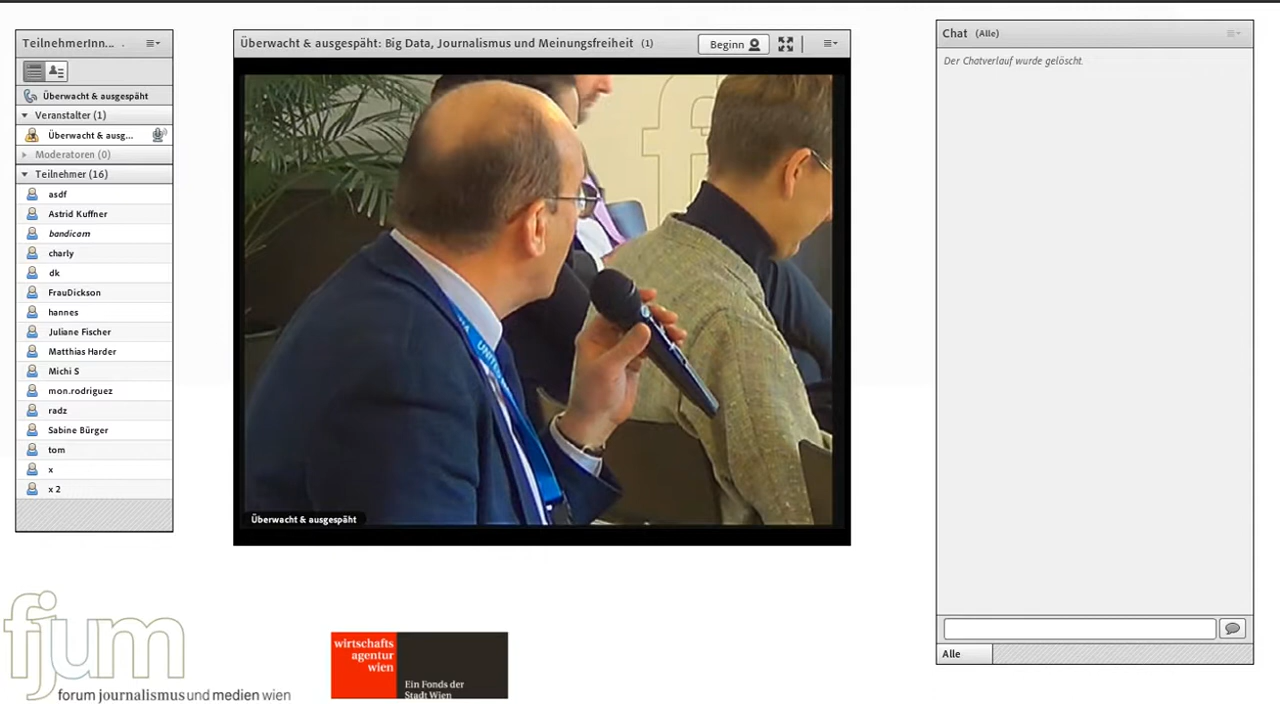 TeilnehmerInn... .
Überwacht & ausgespäht
Veranstalter (1)
Überwacht & ausg...
Moderatoren (0)
Teilnehmer (16)
asdf
Astrid Kuffner
bandicam
charly
dk
FrauDickson
hannes
Juliane Fischer
Matthias Harder
Michi S
mon.rodriguez
radz
Sabine Bürger
tom
x
x 2
Überwacht & ausgespäht: Big Data, Journalismus und Meinungsfreiheit (1)
Beginn
Überwacht & ausgespäht
Chat (Alle)
Der Chatverlauf wurde gelöscht.
Alle
fjum
forum journalismus und medien wien
wirtschafts
agentur
wien
Ein Fonds der
Stadt Wien